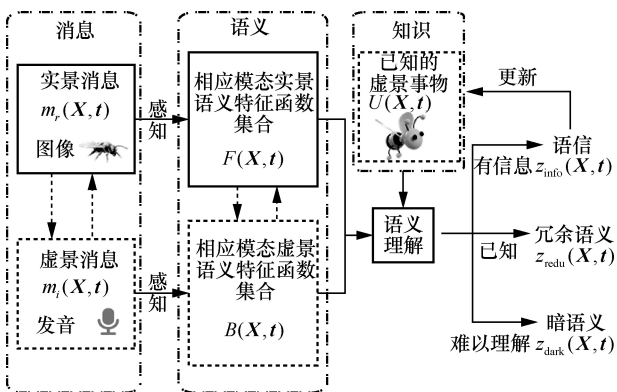 消息
实景消息
m_r(X,t)
图像
虚景消息
m_i(X,t)
发音
感知
感知
语义
相应模态实景
语义特征函数
集合
F(X,t)
相应模态虚景
语义特征函数
集合
B(X,t)
知识
已知的
虚景事物
U(X,t)
语义
理解
更新
语信
有信息 z_info(X,t)
已知
冗余语义
z_redu(X,t)
暗语义
难以理解 z_dark(X,t)